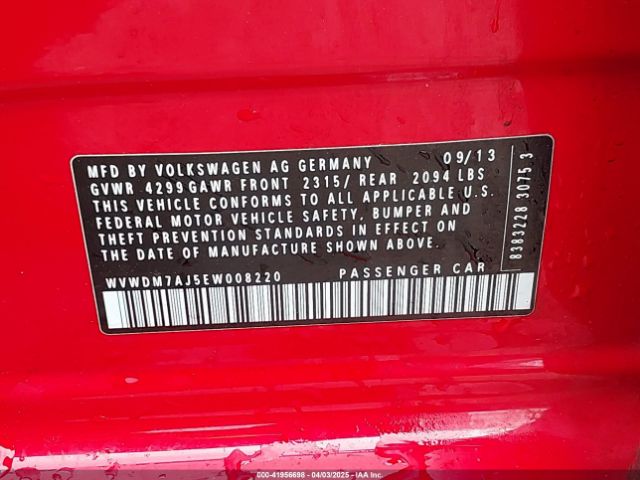 MFD BY VOLKSWAGEN AG GERMANY 09/13
GVWR 4299 GAWR FRONT 2315/ REAR 2094 LBS
THIS VEHICLE CONFORMS TO ALL APPLICABLE U.S.
FEDERAL MOTOR VEHICLE SAFETY, BUMPER AND
THEFT PREVENTION STANDARDS IN EFFECT ON
THE DATE OF MANUFACTURE SHOWN ABOVE.
WVWDM7AJ5EW008220 PASSENGER CAR
8383228 3075 3
000-41956698 - 04/03/2025 - IAA Inc.